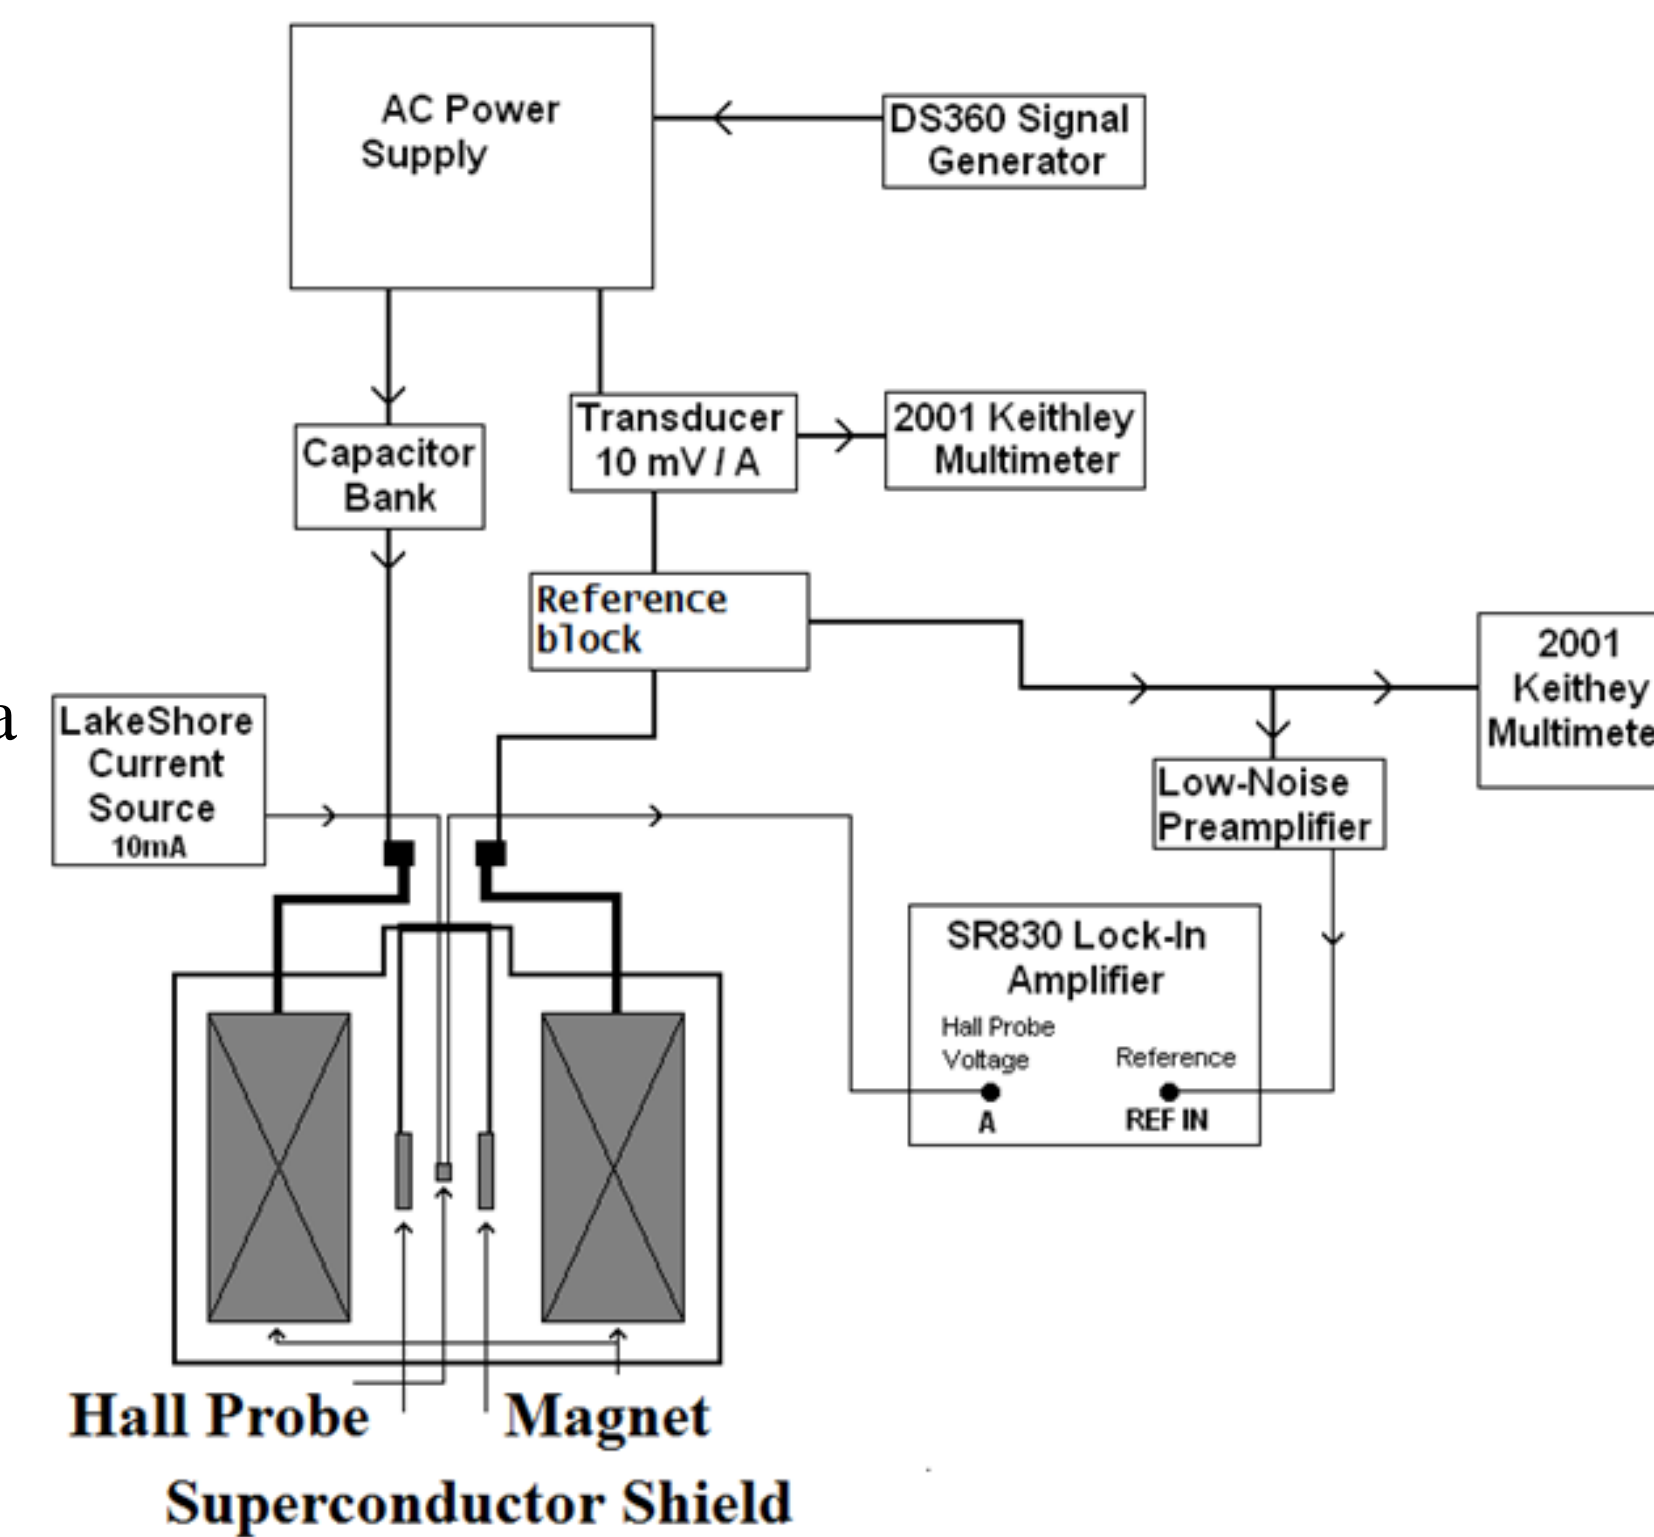 AC Power
Supply
DS360 Signal
Generator
Capacitor
Bank
Transducer
10 mV / A
2001 Keithley
Multimeter
Reference
block
2001
Keithey
Multimete
a
LakeShore
Current
Source
10mA
Low-Noise
Preamplifier
SR830 Lock-In
Amplifier
Hall Probe
Voltage
Reference
A
REF IN
Hall Probe
Magnet
Superconductor Shield